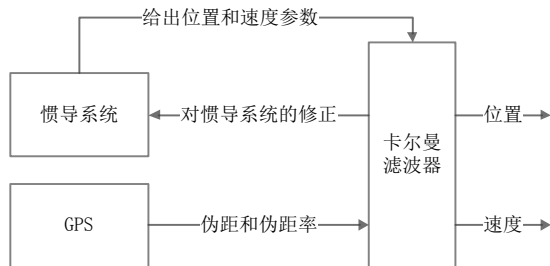 给出位置和速度参数
惯导系统
对惯导系统的修正
卡尔曼
滤波器
位置
GPS
伪距和伪距率
速度